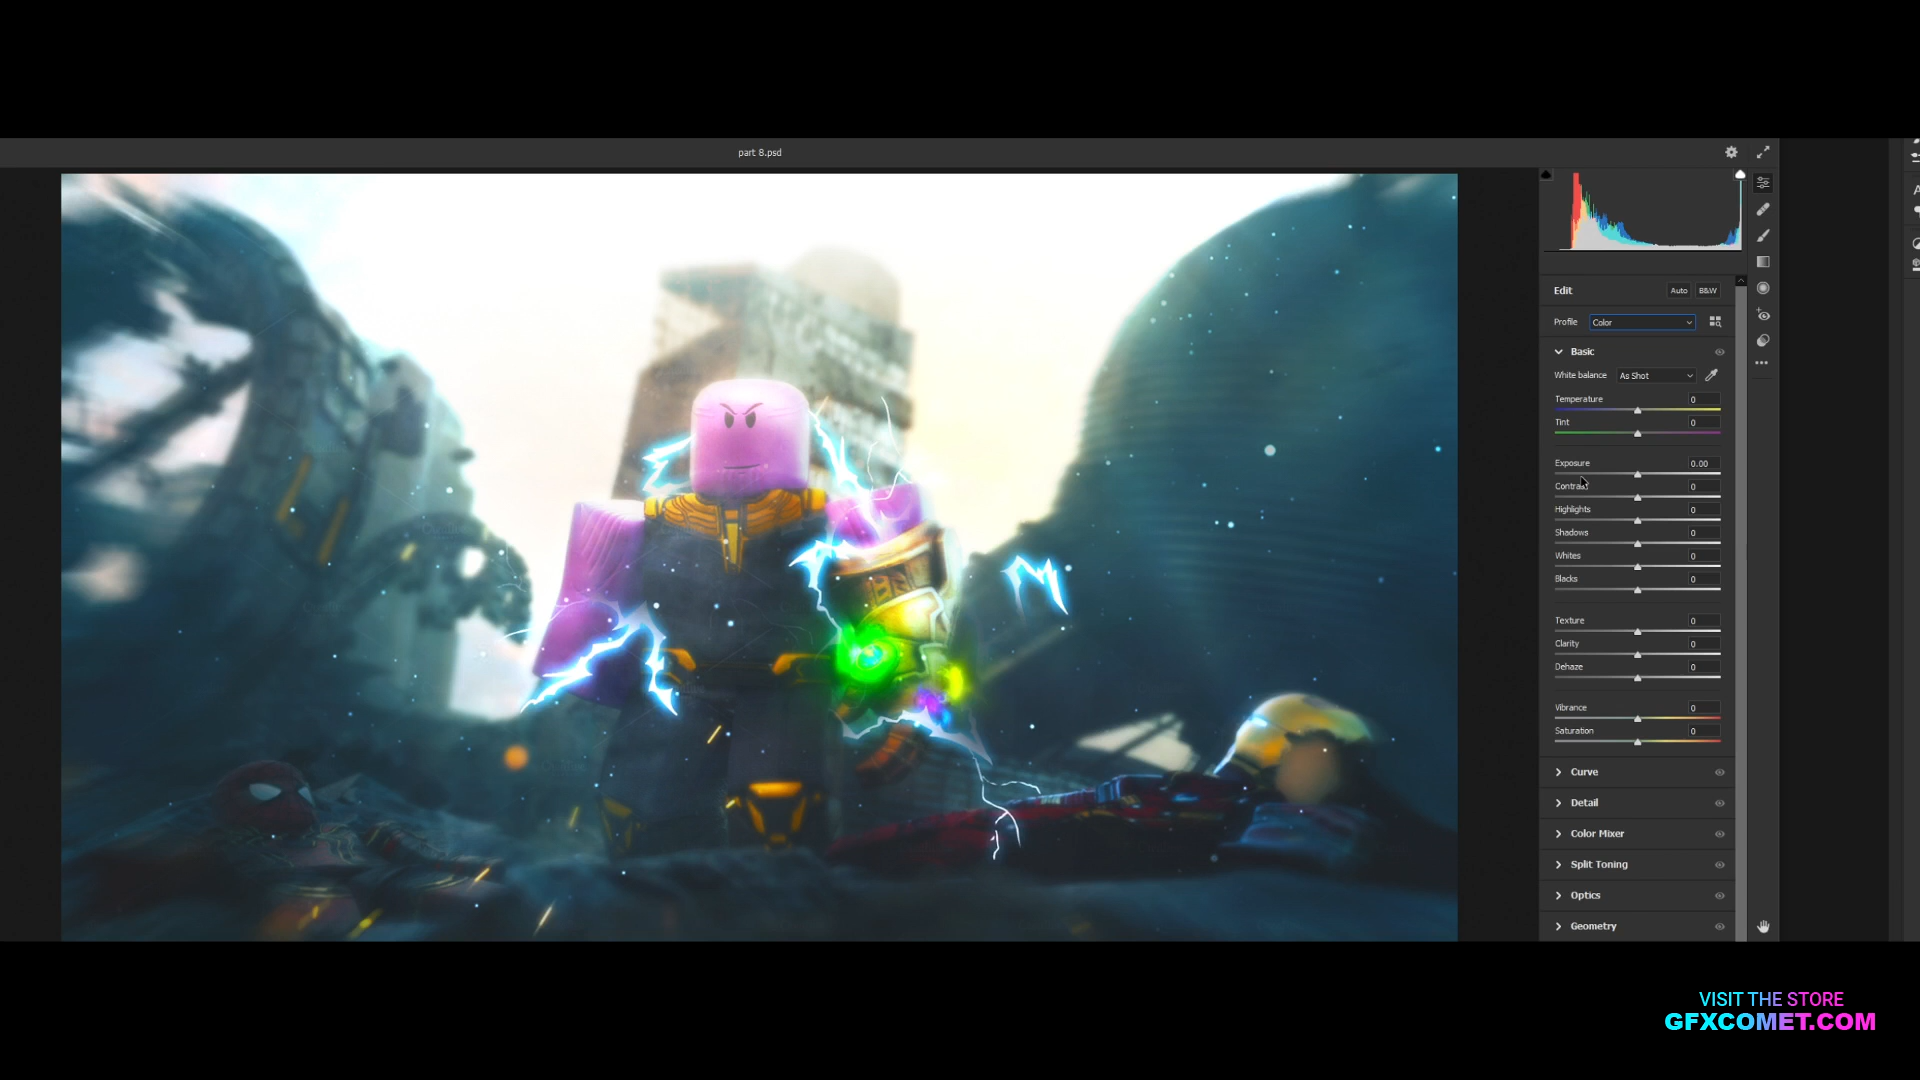 part 8.psd
Edit
Auto
B&W
Profile
Color
Basic
White balance
As Shot
Temperature
0
Tint
0
Exposure
0.00
Contrast
0
Highlights
0
Shadows
0
Whites
0
Blacks
0
Texture
0
Clarity
0
Dehaze
0
Vibrance
0
Saturation
0
Curve
Detail
Color Mixer
Split Toning
Optics
Geometry
VISIT THE STORE
GFXCOMET.COM